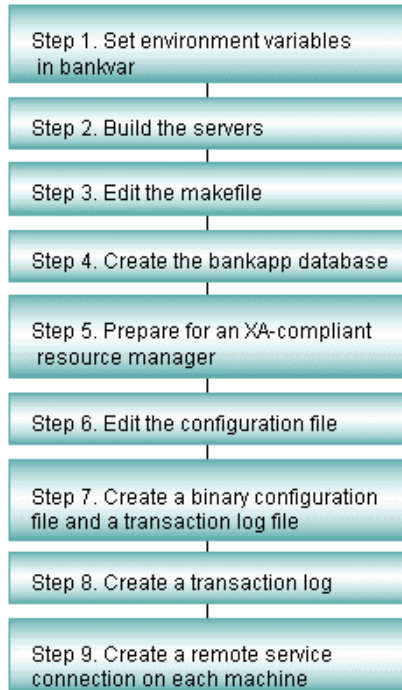 Step 1. Set environment variables
in bankvar
Step 2. Build the servers
Step 3. Edit the makefile
Step 4. Create the bankapp database
Step 5. Prepare for an XA-compliant
resource manager
Step 6. Edit the configuration file
Step 7. Create a binary configuration
file and a transaction log file
Step 8. Create a transaction log
Step 9. Create a remote service
connection on each machine